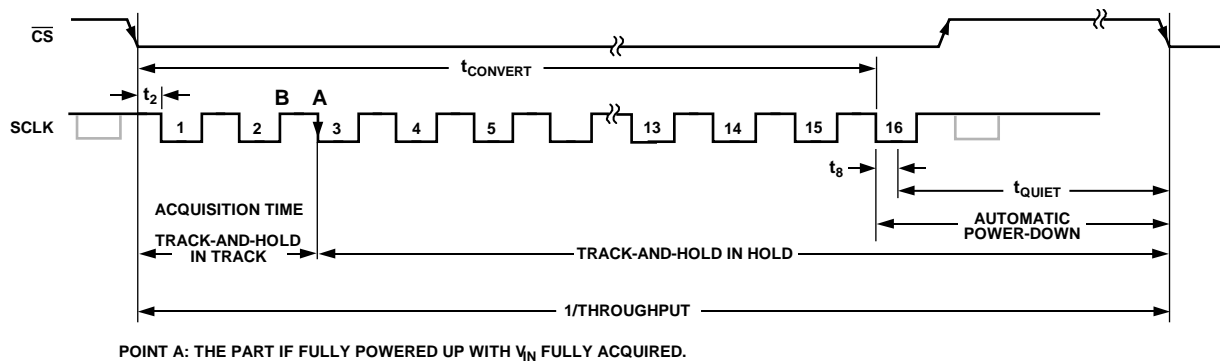 CS
tCONVERT
t2
B A
SCLK
1 2 3 4 5 13 14 15 16
t8
tQUIET
ACQUISITION TIME
AUTOMATIC
POWER-DOWN
TRACK-AND-HOLD
IN TRACK
TRACK-AND-HOLD IN HOLD
1/THROUGHPUT
POINT A: THE PART IF FULLY POWERED UP WITH VIN FULLY ACQUIRED.